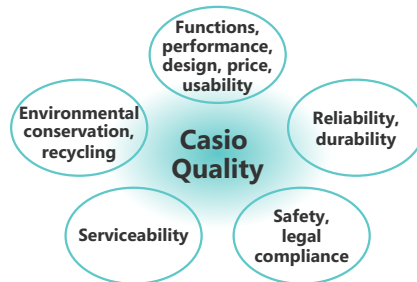 Functions,
performance,
design, price,
usability
Environmental
conservation,
recycling
Reliability,
durability
Casio
Quality
Serviceability
Safety,
legal
compliance